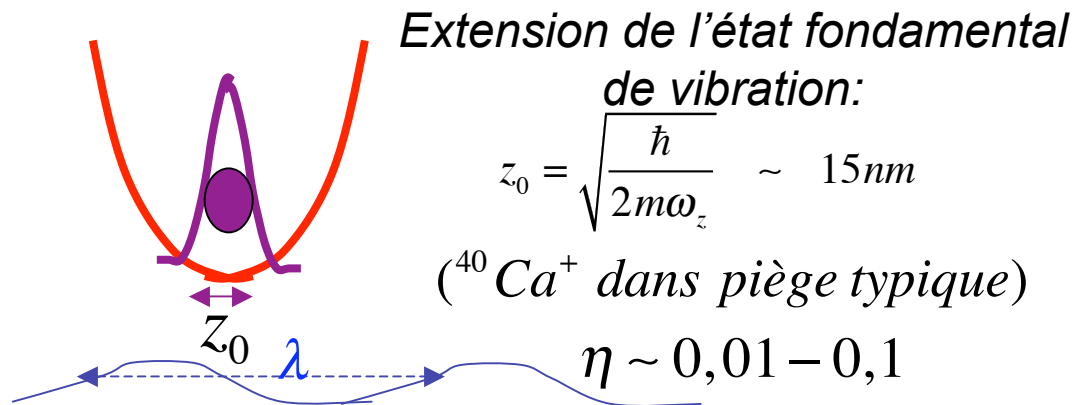 Extension de l’état fondamental
de vibration:
z₀ = √(ħ / 2mω_z) ~ 15nm
(⁴⁰Ca⁺ dans piège typique)
z₀
λ
η ~ 0,01 – 0,1